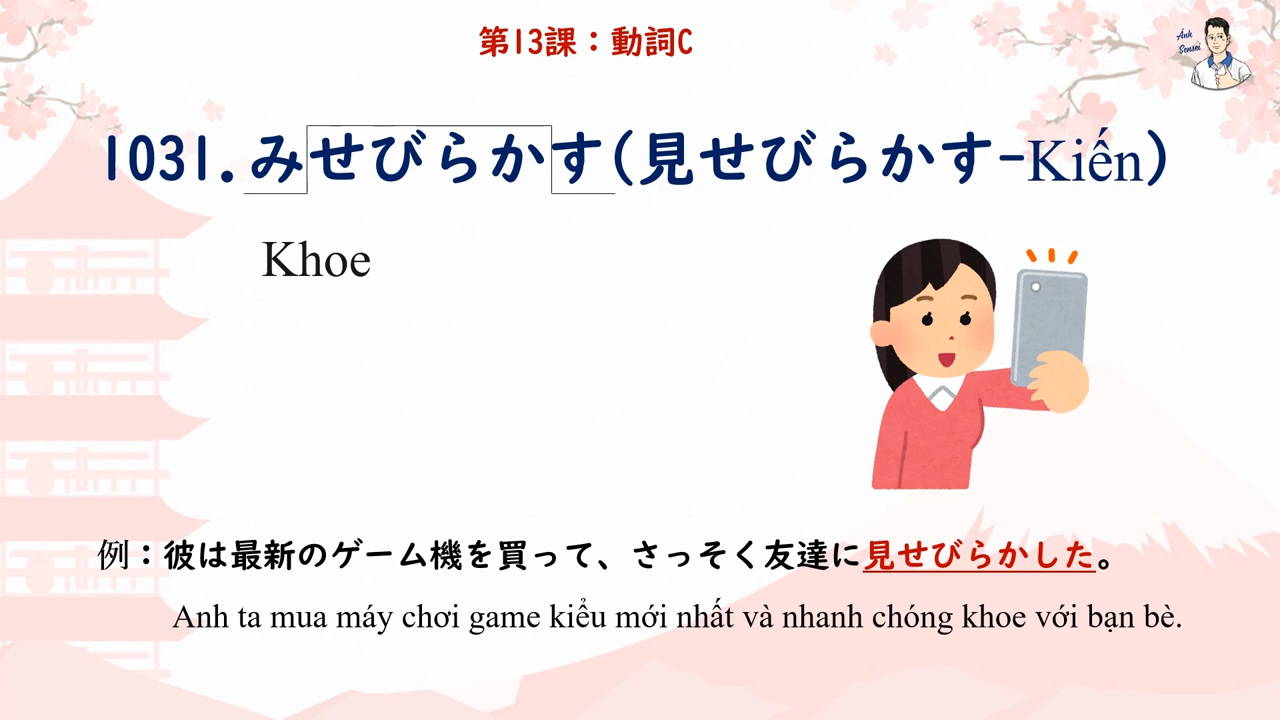 第13課：動詞C
Anh
Sensei
1031.みせびらかす(見せびらかす-Kiến)
Khoe
例：彼は最新のゲーム機を買って、さっそく友達に見せびらかした。
Anh ta mua máy chơi game kiểu mới nhất và nhanh chóng khoe với bạn bè.